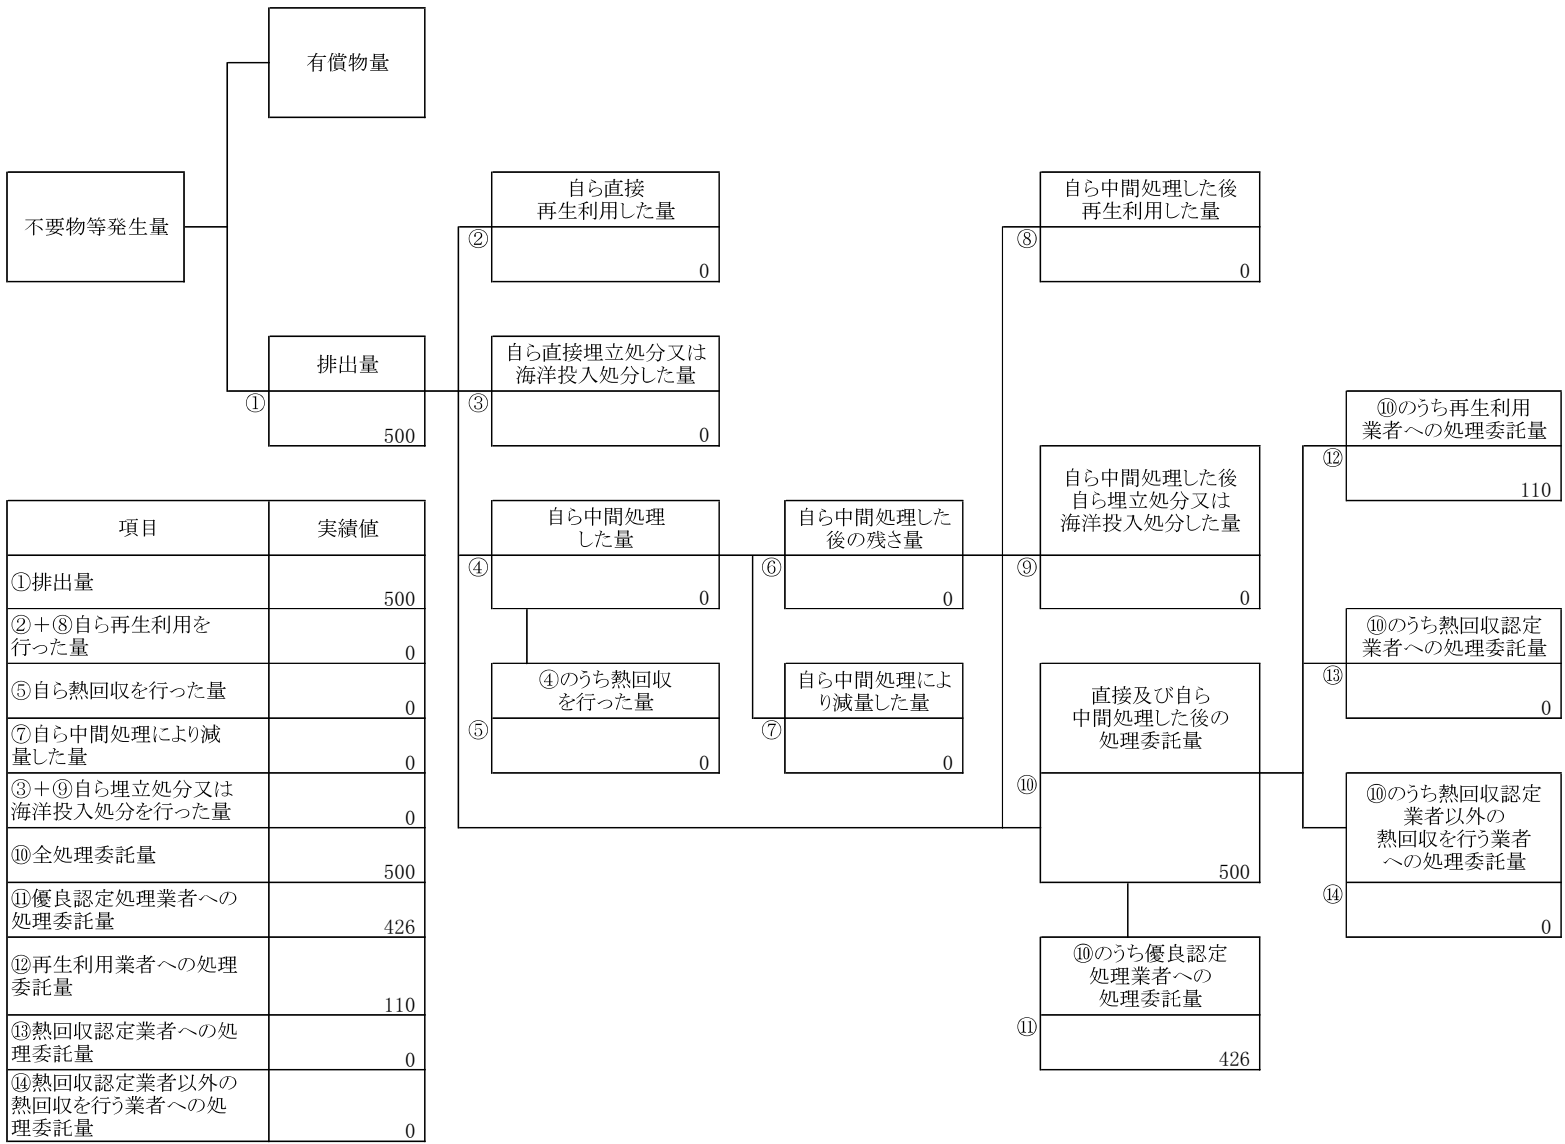 有償物量
不要物等発生量
排出量
①
500
自ら直接
再生利用した量
②
0
自ら直接埋立処分又は
海洋投入処分した量
③
0
自ら中間処理
した量
④
0
④のうち熱回収
を行った量
⑤
0
自ら中間処理した
後の残さ量
⑥
0
自ら中間処理によ
り減量した量
⑦
0
自ら中間処理した後
再生利用した量
⑧
0
自ら中間処理した後
自ら埋立処分又は
海洋投入処分した量
⑨
0
直接及び自ら
中間処理した後の
処理委託量
⑩
500
⑩のうち優良認定
処理業者への
処理委託量
⑪
426
⑩のうち再生利用
業者への処理委託量
⑫
110
⑩のうち熱回収認定
業者への処理委託量
⑬
0
⑩のうち熱回収認定
業者以外の
熱回収を行う業者
への処理委託量
⑭
0
項目 実績値
①排出量
500
②+⑧自ら再生利用を
行った量
0
⑤自ら熱回収を行った量
0
⑦自ら中間処理により減
量した量
0
③+⑨自ら埋立処分又は
海洋投入処分を行った量
0
⑩全処理委託量
500
⑪優良認定処理業者への
処理委託量
426
⑫再生利用業者への処理
委託量
110
⑬熱回収認定業者への処
理委託量
0
⑭熱回収認定業者以外の
熱回収を行う業者への処
理委託量
0